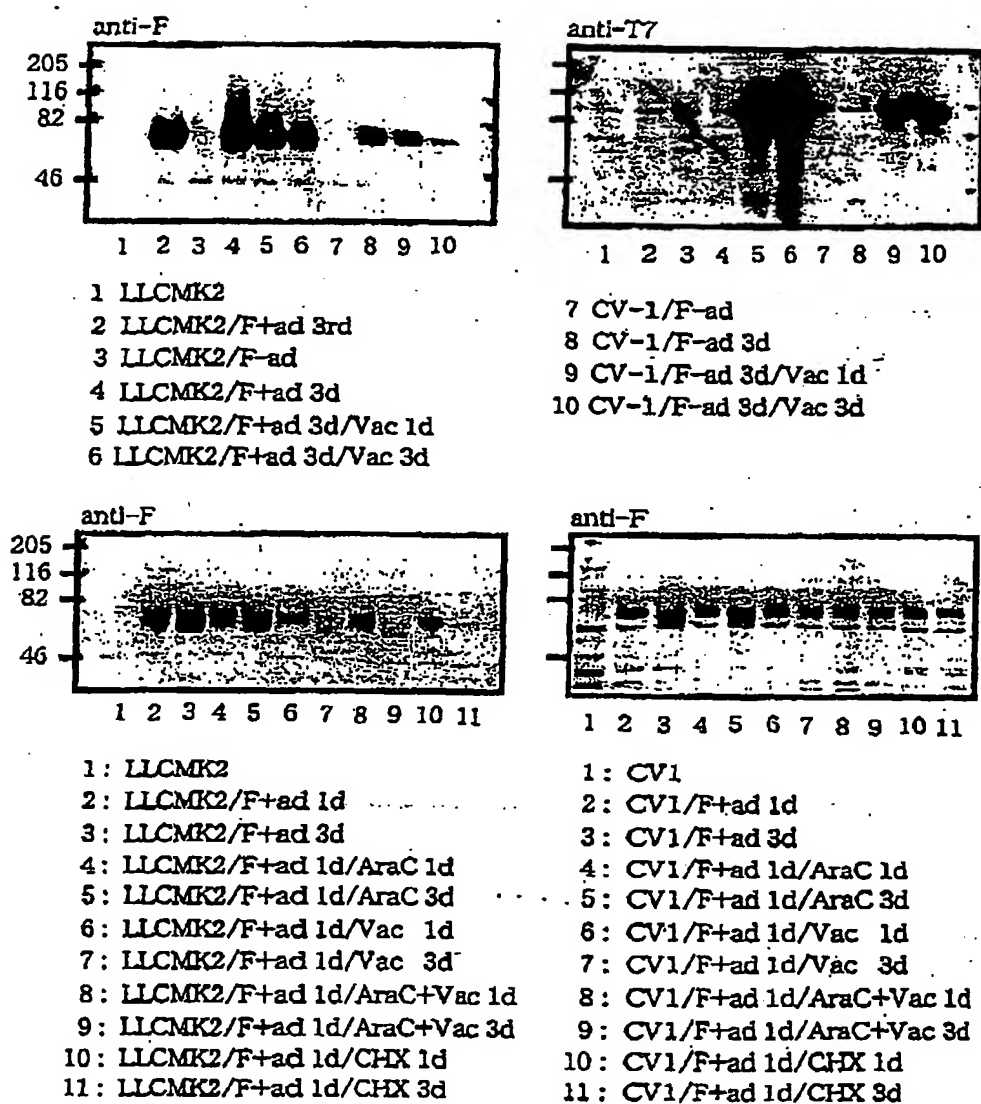 anti-F
205
116
82
46
1 2 3 4 5 6 7 8 9 10
1 LLCMK2
2 LLCMK2/F+ad 3rd
3 LLCMK2/F-ad
4 LLCMK2/F+ad 3d
5 LLCMK2/F+ad 3d/Vac 1d
6 LLCMK2/F+ad 3d/Vac 3d
anti-T7
1 2 3 4 5 6 7 8 9 10
7 CV-1/F-ad
8 CV-1/F-ad 3d
9 CV-1/F-ad 3d/Vac 1d
10 CV-1/F-ad 3d/Vac 3d
anti-F
205
116
82
46
1 2 3 4 5 6 7 8 9 10 11
1: LLCMK2
2: LLCMK2/F+ad 1d
3: LLCMK2/F+ad 3d
4: LLCMK2/F+ad 1d/AraC 1d
5: LLCMK2/F+ad 1d/AraC 3d
6: LLCMK2/F+ad 1d/Vac 1d
7: LLCMK2/F+ad 1d/Vac 3d
8: LLCMK2/F+ad 1d/AraC+Vac 1d
9: LLCMK2/F+ad 1d/AraC+Vac 3d
10: LLCMK2/F+ad 1d/CHX 1d
11: LLCMK2/F+ad 1d/CHX 3d
anti-F
1 2 3 4 5 6 7 8 9 10 11
1: CV1
2: CV1/F+ad 1d
3: CV1/F+ad 3d
4: CV1/F+ad 1d/AraC 1d
5: CV1/F+ad 1d/AraC 3d
6: CV1/F+ad 1d/Vac 1d
7: CV1/F+ad 1d/Vac 3d
8: CV1/F+ad 1d/AraC+Vac 1d
9: CV1/F+ad 1d/AraC+Vac 3d
10: CV1/F+ad 1d/CHX 1d
11: CV1/F+ad 1d/CHX 3d